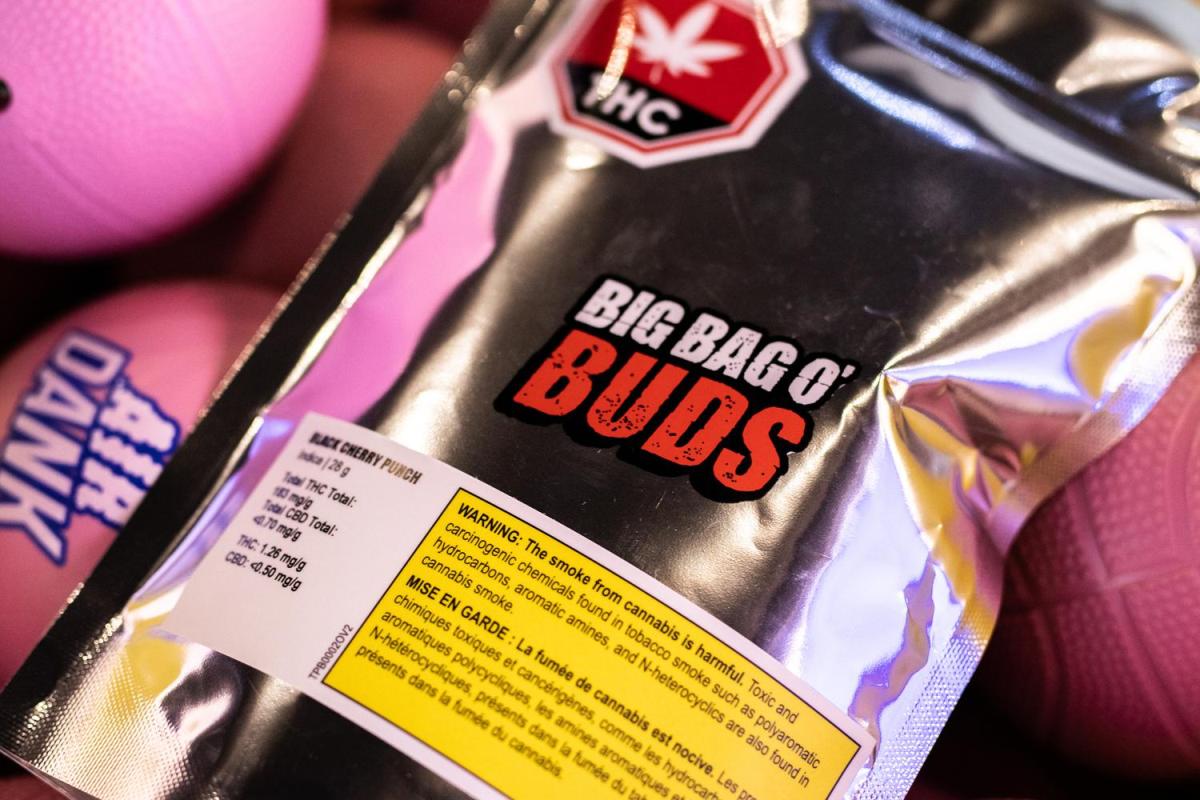 THC
BIG BAG O'
BUDS
AIR
DANK
BLACK CHERRY PUNCH
Indica | 28 g
Total THC Total:
183 mg/g
Total CBD Total:
<0.70 mg/g
THC: 1.26 mg/g
CBD: <0.50 mg/g
TPB0002OV2
WARNING: The smoke from cannabis is harmful. Toxic and
carcinogenic chemicals found in tobacco smoke such as polyaromatic
hydrocarbons, aromatic amines, and N-heterocyclics are also found in
cannabis smoke.
MISE EN GARDE : La fumée de cannabis est nocive. Les
chimiques toxiques et cancérigènes, comme les
aromatiques polycycliques, les amines aromatiques et
N-hétérocycliques, présents dans la fumée du
présents dans la fumée du cannabis.